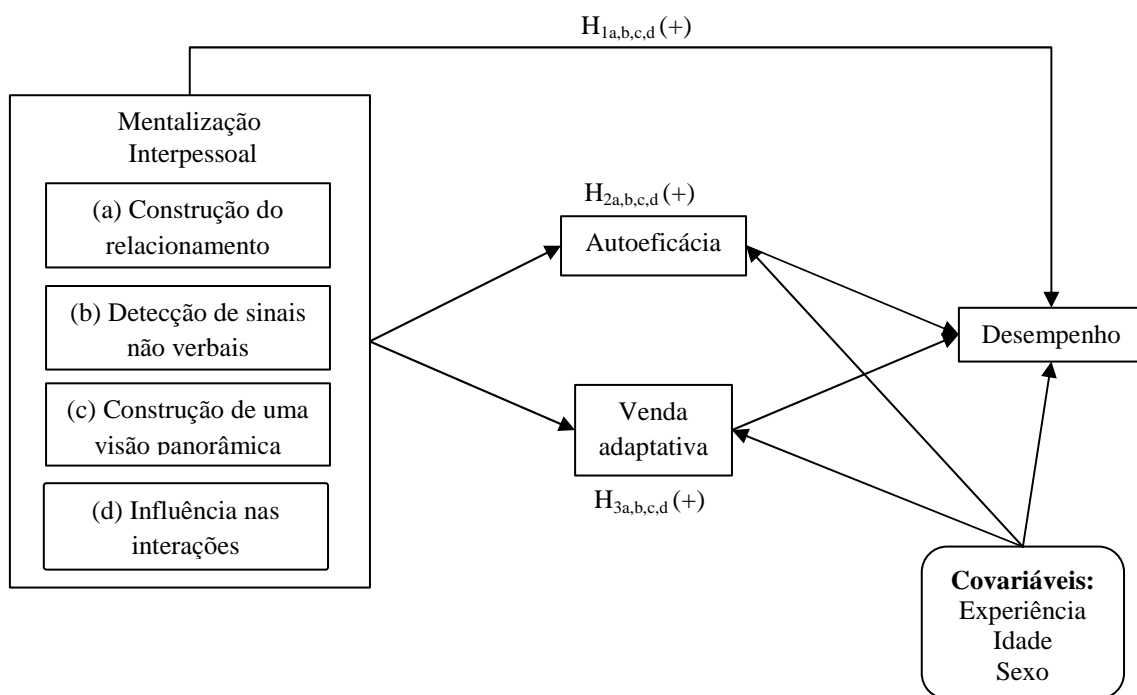 H1a,b,c,d (+)
Mentalização
Interpessoal
(a) Construção do
relacionamento
(b) Detecção de sinais
não verbais
(c) Construção de uma
visão panorâmica
(d) Influência nas
interações
H2a,b,c,d (+)
Autoeficácia
Venda
adaptativa
H3a,b,c,d (+)
Desempenho
Covariáveis:
Experiência
Idade
Sexo